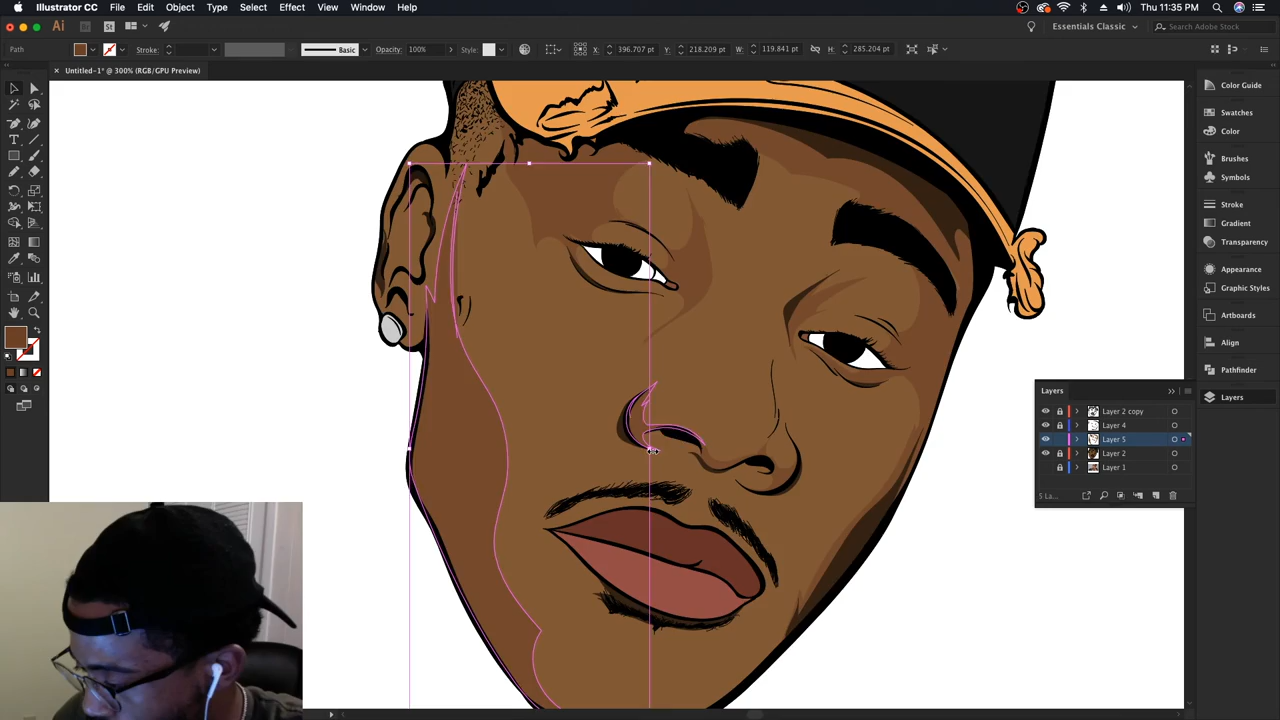 Illustrator CC File Edit Object Type Select Effect View Window Help
Thu 11:35 PM
Ai Br St Essentials Classic Search Adobe Stock
Path Stroke: Basic Opacity: 100% Style: X: 396.707 pt Y: 218.209 pt W: 119.841 pt H: 285.204 pt
× Untitled-1* @ 300% (RGB/GPU Preview)
Color Guide
Swatches
Color
Brushes
Symbols
Stroke
Gradient
Transparency
Appearance
Graphic Styles
Artboards
Align
Pathfinder
Layers
Layers
Layer 2 copy
Layer 4
Layer 5
Layer 2
Layer 1
5 La...